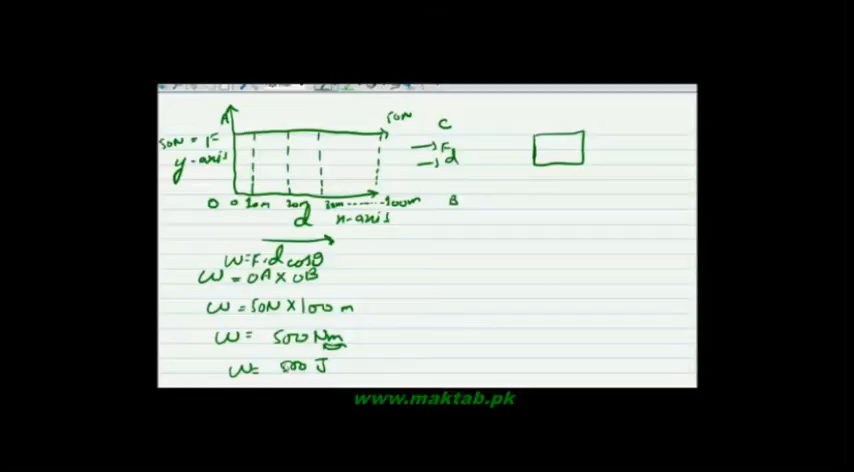 A 50N C
50N = F → F
y-axis → d
O 0 10m 20m 30m ------- 100m B
d x-axis
W=F.d cosθ
W = OA × OB
W = 50N × 100 m
W = 500 Nm
W= 500 J
www.maktab.pk